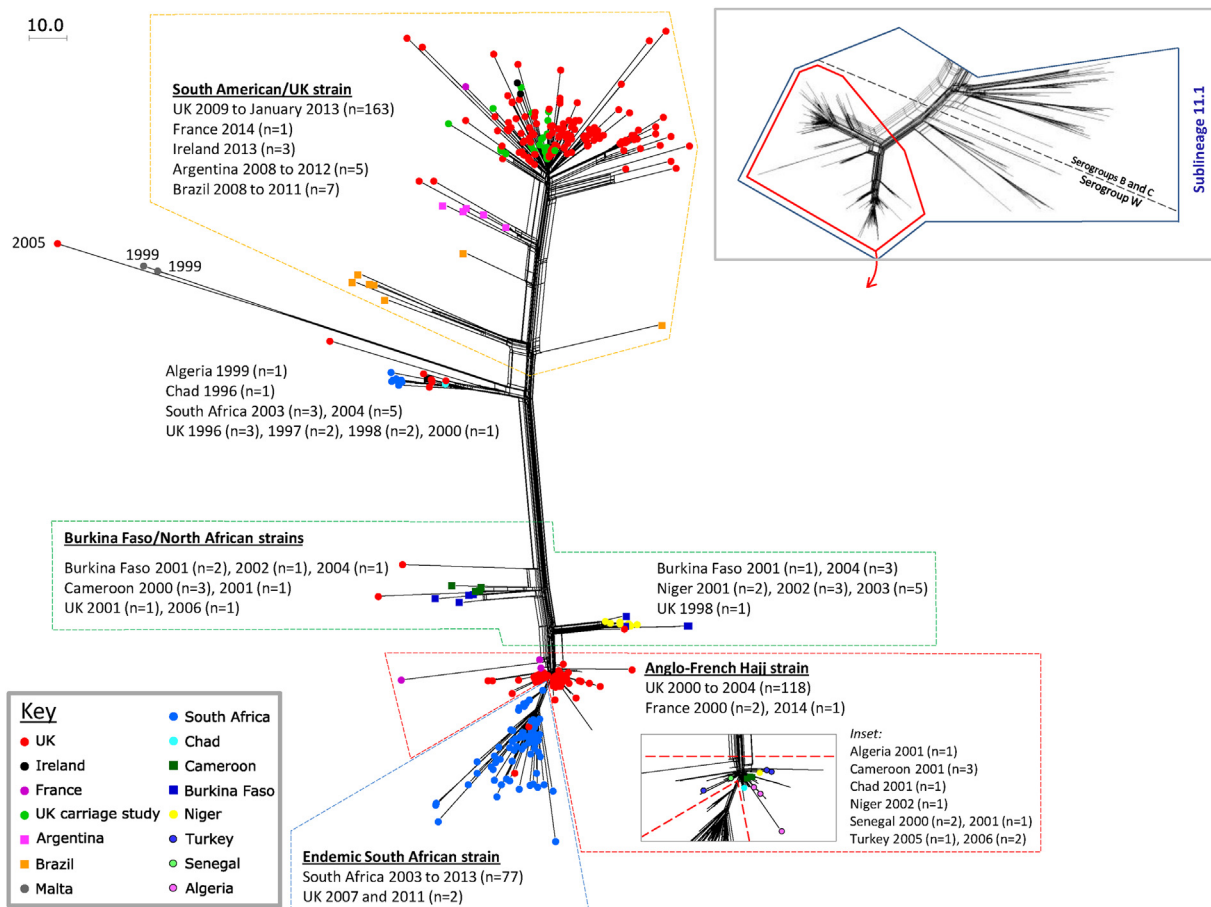 10.0
South American/UK strain
UK 2009 to January 2013 (n=163)
France 2014 (n=1)
Ireland 2013 (n=3)
Argentina 2008 to 2012 (n=5)
Brazil 2008 to 2011 (n=7)
Serogroups B and C
Serogroup W
Sublineage 11.1
2005
1999
1999
Algeria 1999 (n=1)
Chad 1996 (n=1)
South Africa 2003 (n=3), 2004 (n=5)
UK 1996 (n=3), 1997 (n=2), 1998 (n=2), 2000 (n=1)
Burkina Faso/North African strains
Burkina Faso 2001 (n=2), 2002 (n=1), 2004 (n=1)
Cameroon 2000 (n=3), 2001 (n=1)
UK 2001 (n=1), 2006 (n=1)
Burkina Faso 2001 (n=1), 2004 (n=3)
Niger 2001 (n=2), 2002 (n=3), 2003 (n=5)
UK 1998 (n=1)
Anglo-French Hajj strain
UK 2000 to 2004 (n=118)
France 2000 (n=2), 2014 (n=1)
Inset:
Algeria 2001 (n=1)
Cameroon 2001 (n=3)
Chad 2001 (n=1)
Niger 2002 (n=1)
Senegal 2000 (n=2), 2001 (n=1)
Turkey 2005 (n=1), 2006 (n=2)
Endemic South African strain
South Africa 2003 to 2013 (n=77)
UK 2007 and 2011 (n=2)
Key
UK
Ireland
France
UK carriage study
Argentina
Brazil
Malta
South Africa
Chad
Cameroon
Burkina Faso
Niger
Turkey
Senegal
Algeria